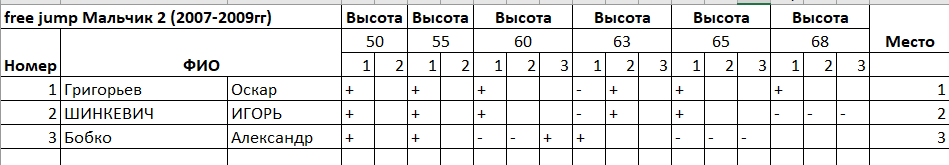 free jump Мальчик 2 (2007-2009гг) Высота Высота Высота Высота Высота Высота
50 55 60 63 65 68 Место
Номер ФИО 1 2 1 2 1 2 3 1 2 3 1 2 3 1 2 3
1 Григорьев Оскар + + + - + + + 1
2 ШИНКЕВИЧ ИГОРЬ + + + - + + - - - 2
3 Бобко Александр + + - - + + - - - 3